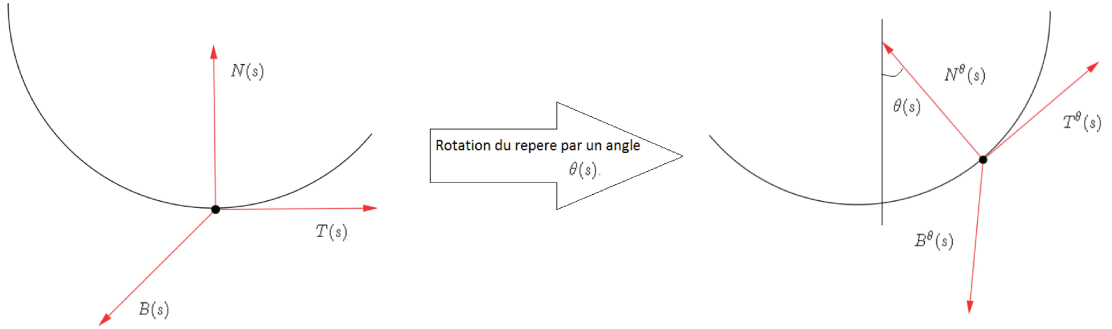 N(s)
T(s)
B(s)
Rotation du repere par un angle
θ(s).
N^θ(s)
θ(s)
T^θ(s)
B^θ(s)